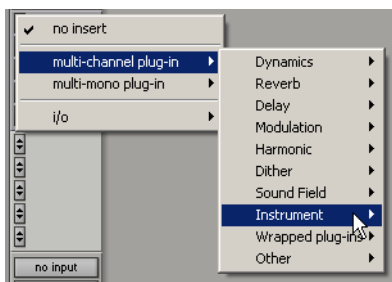 no insert
multi-channel plug-in
multi-mono plug-in
i/o
Dynamics
Reverb
Delay
Modulation
Harmonic
Dither
Sound Field
Instrument
Wrapped plug-ins
Other
no input